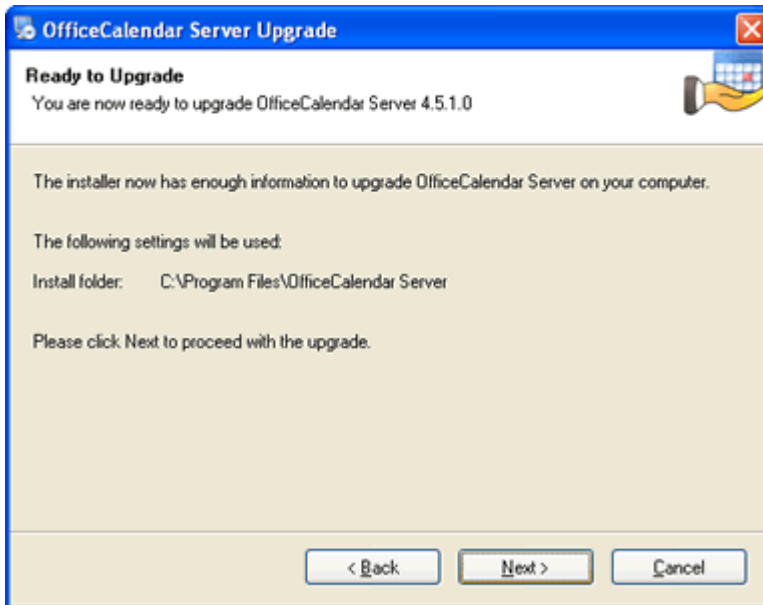 OfficeCalendar Server Upgrade
Ready to Upgrade
You are now ready to upgrade OfficeCalendar Server 4.5.1.0
The installer now has enough information to upgrade OfficeCalendar Server on your computer.
The following settings will be used:
Install folder: C:\Program Files\OfficeCalendar Server
Please click Next to proceed with the upgrade.
< Back Next > Cancel